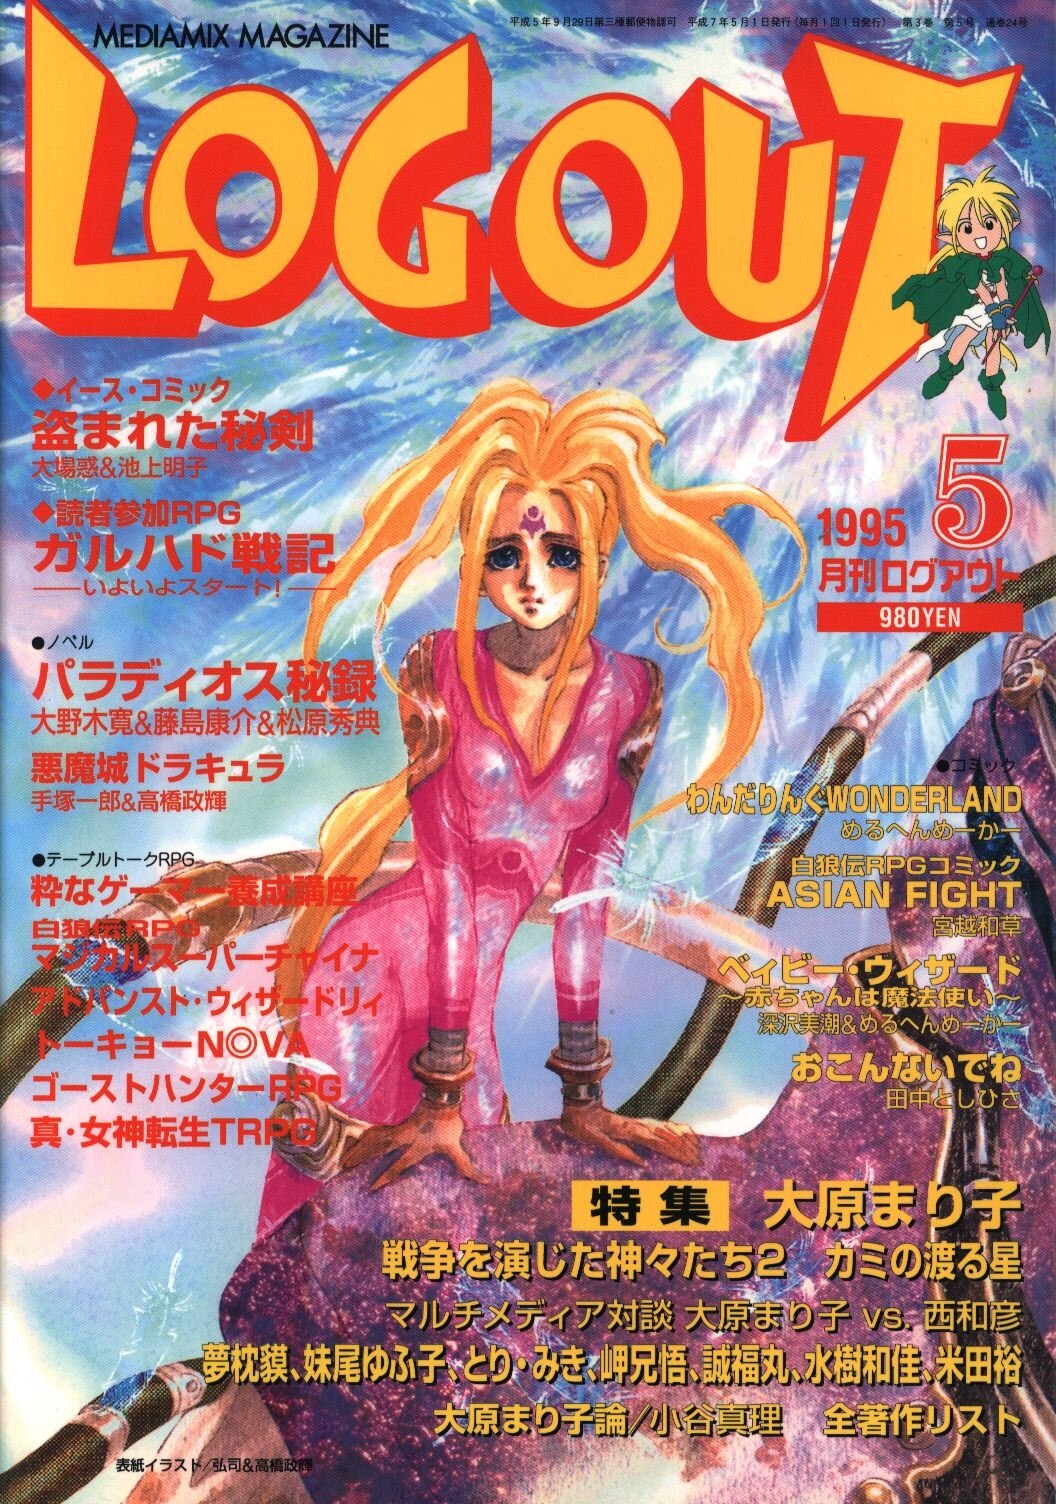 平成5年9月29日第三種郵便物認可　平成7年5月1日発行(毎月1回1日発行)　第3巻　第5号　通巻24号
MEDIAMIX MAGAZINE
LOGOUT
5
1995
月刊ログアウト
980YEN
◆イース・コミック
盗まれた秘剣
大場惑&池上明子
◆読者参加RPG
ガルハド戦記
——いよいよスタート!——
●ノベル
パラディオス秘録
大野木寛&藤島康介&松原秀典
悪魔城ドラキュラ
手塚一郎&高橋政輝
●テーブルトークRPG
粋なゲーマー養成講座
白狼伝RPG
マジカルスーパーチャイナ
アドバンスト・ウィザードリィ
トーキョーN◎VA
ゴーストハンターRPG
真・女神転生TRPG
●コミック
わんだりんぐWONDERLAND
めるへんめーかー
白狼伝RPGコミック
ASIAN FIGHT
宮越和草
ベイビー・ウィザード
〜赤ちゃんは魔法使い〜
深沢美潮&めるへんめーかー
おこんないでね
田中としひさ
特集　大原まり子
戦争を演じた神々たち2　カミの渡る星
マルチメディア対談 大原まり子 vs. 西和彦
夢枕獏、妹尾ゆふ子、とり・みき、岬兄悟、誠福丸、水樹和佳、米田裕
大原まり子論/小谷真理　全著作リスト
表紙イラスト/弘司&高橋政輝